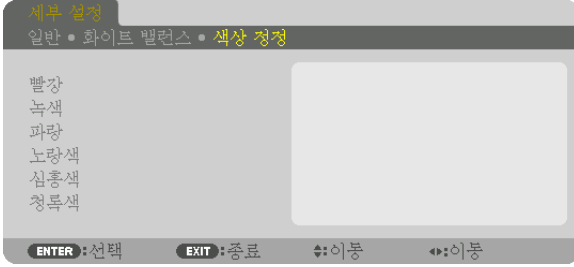 세부 설정
일반 • 화이트 밸런스 • 색상 정정
빨강
녹색
파랑
노랑색
심홍색
청록색
ENTER :선택 EXIT :종료 ⬍:이동 ◂▸:이동